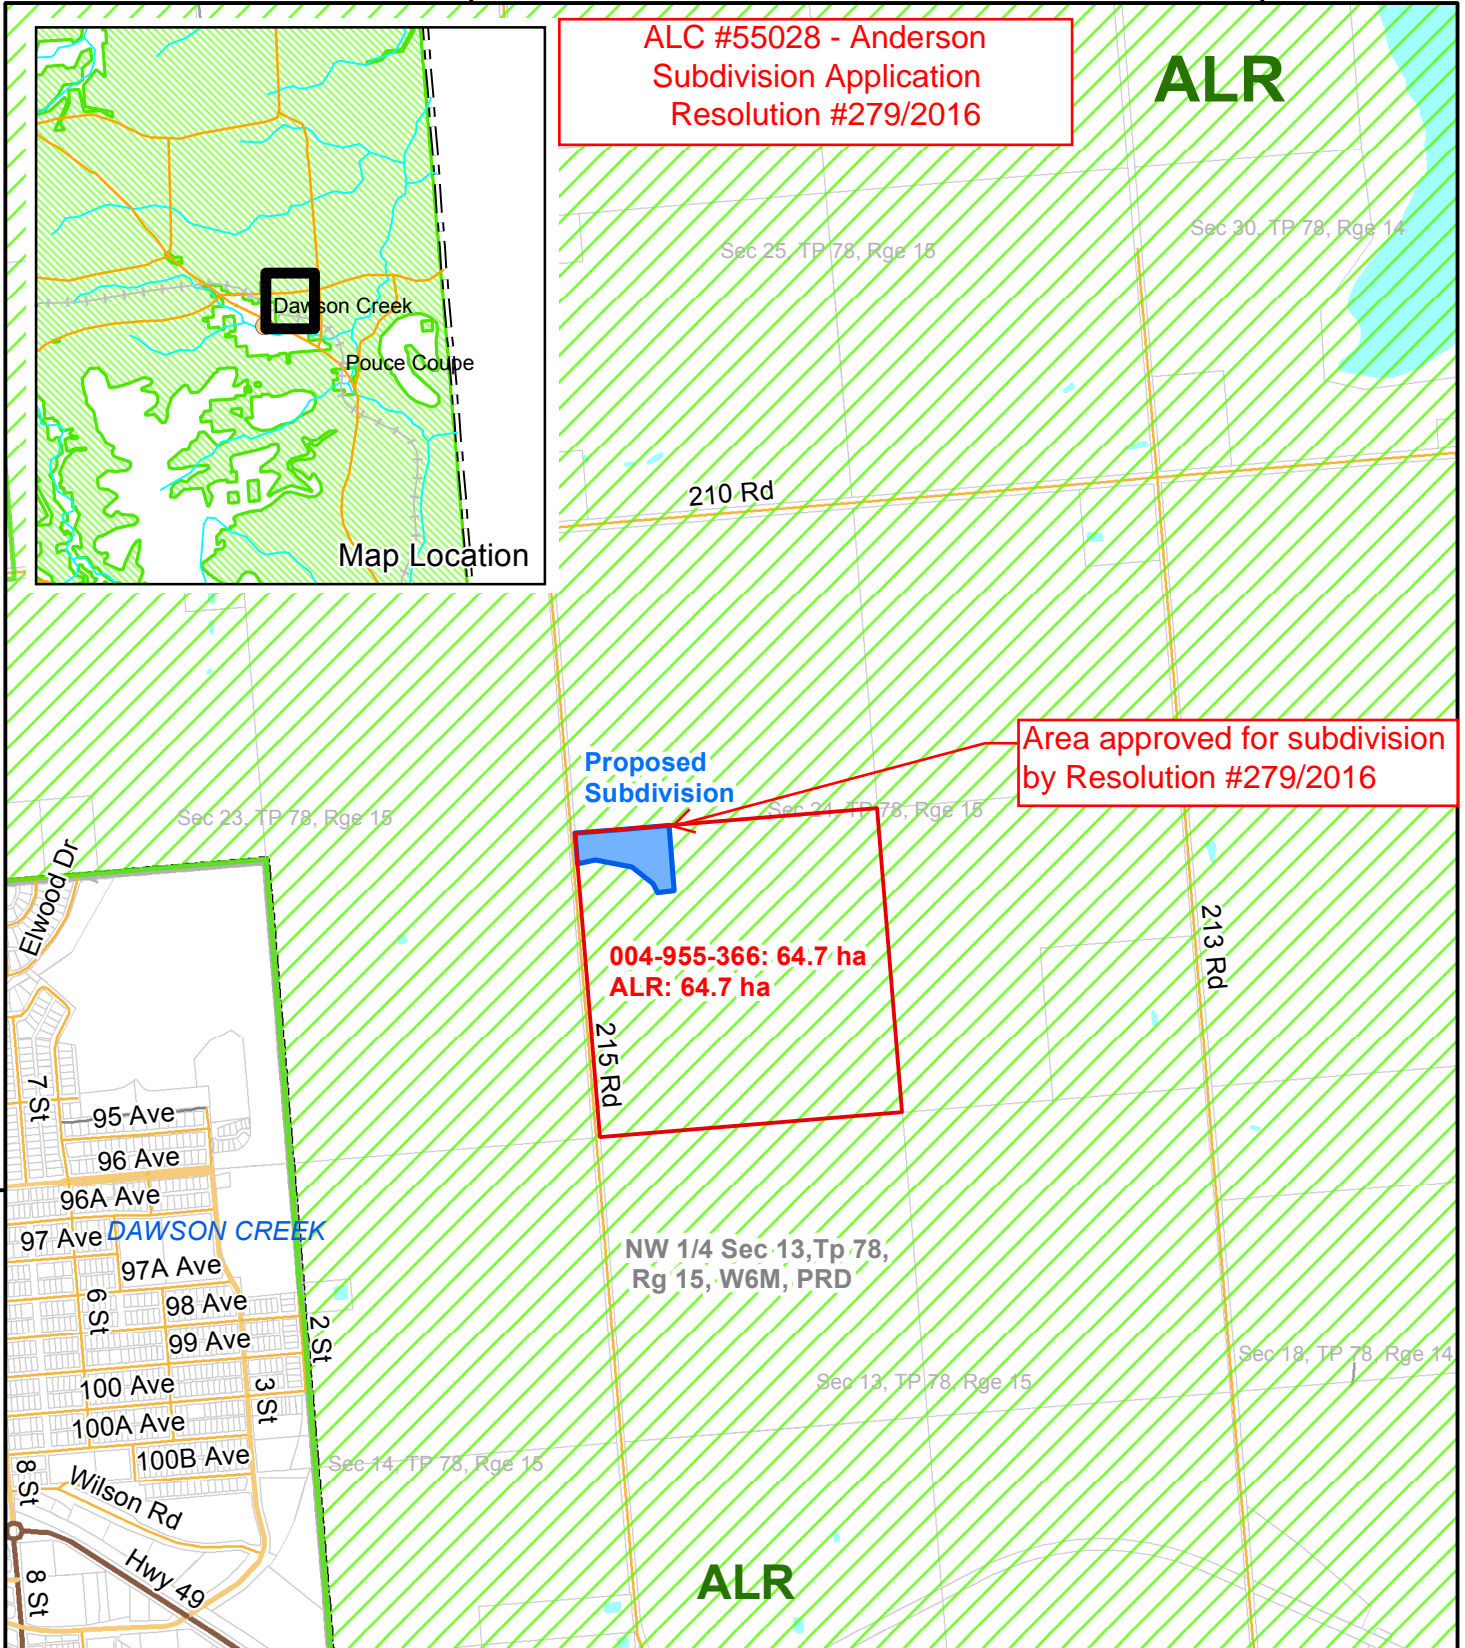 ALC #55028 - Anderson
Subdivision Application
Resolution #279/2016
ALR
Dawson Creek
Pouce Coupe
Map Location
Sec 25, TP 78, Rge 15
Sec 30, TP 78, Rge 14
210 Rd
Area approved for subdivision
by Resolution #279/2016
Proposed
Subdivision
Sec 23, TP 78, Rge 15
Sec 24, TP 78, Rge 15
Elwood Dr
213 Rd
004-955-366: 64.7 ha
ALR: 64.7 ha
215 Rd
7 St
95 Ave
96 Ave
96A Ave
97 Ave
DAWSON CREEK
97A Ave
NW 1/4 Sec 13,Tp 78,
Rg 15, W6M, PRD
6 St
98 Ave
99 Ave
2 St
100 Ave
3 St
100A Ave
100B Ave
Sec 18, TP 78, Rge 14
Sec 13, TP 78, Rge 15
Sec 14, TP 78, Rge 15
8 St
Wilson Rd
Hwy 49
8 St
ALR